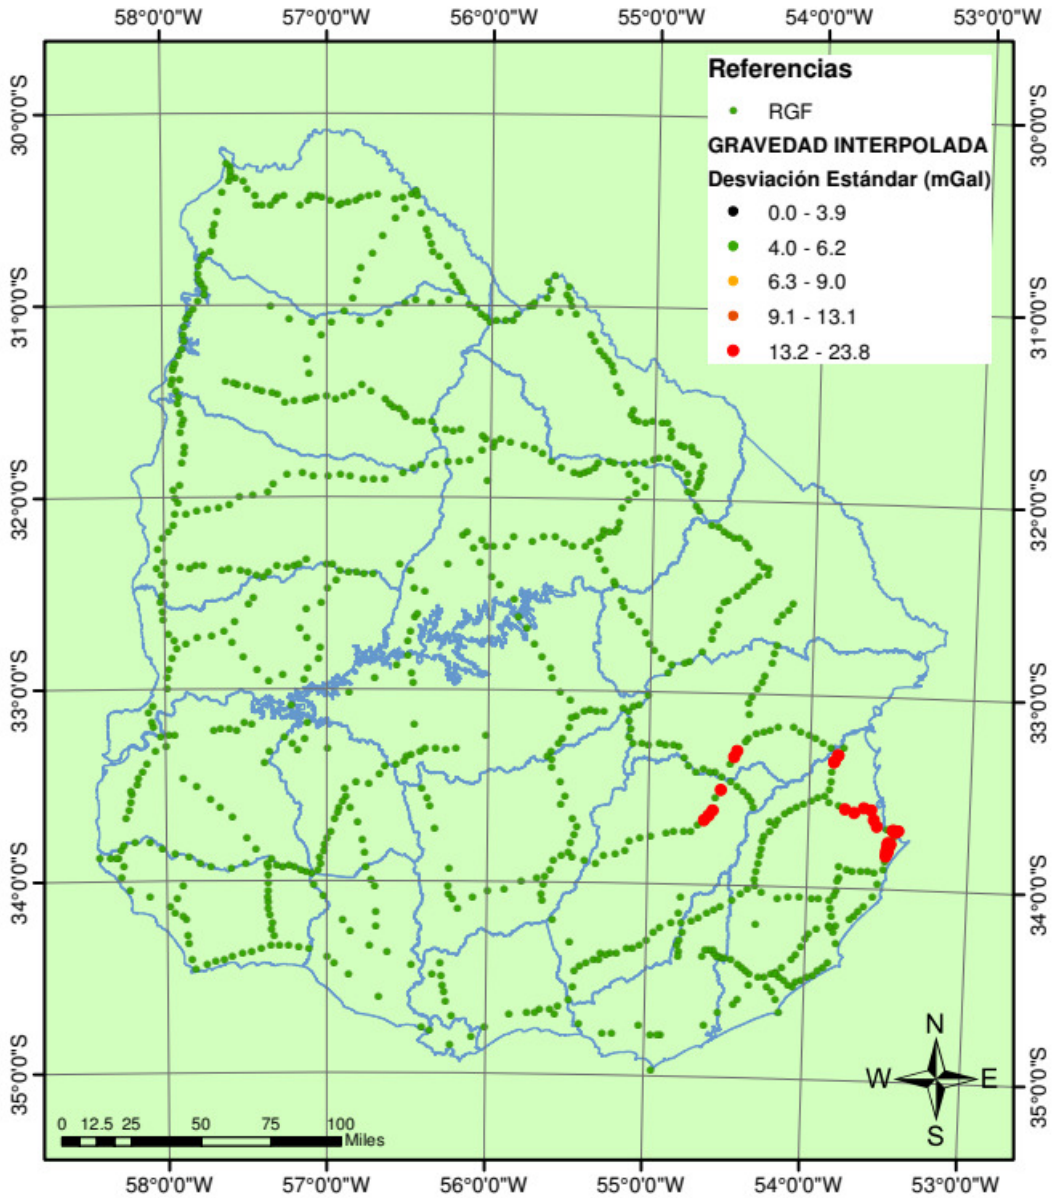 58°0'0"W 57°0'0"W 56°0'0"W 55°0'0"W 54°0'0"W 53°0'0"W
Referencias
RGF
GRAVEDAD INTERPOLADA
Desviación Estándar (mGal)
0.0 - 3.9
4.0 - 6.2
6.3 - 9.0
9.1 - 13.1
13.2 - 23.8
30°0'0"S
31°0'0"S
32°0'0"S
33°0'0"S
34°0'0"S
35°0'0"S
30°0'0"S
31°0'0"S
32°0'0"S
33°0'0"S
34°0'0"S
35°0'0"S
N
W E
S
0 12.5 25 50 75 100
Miles
58°0'0"W 57°0'0"W 56°0'0"W 55°0'0"W 54°0'0"W 53°0'0"W